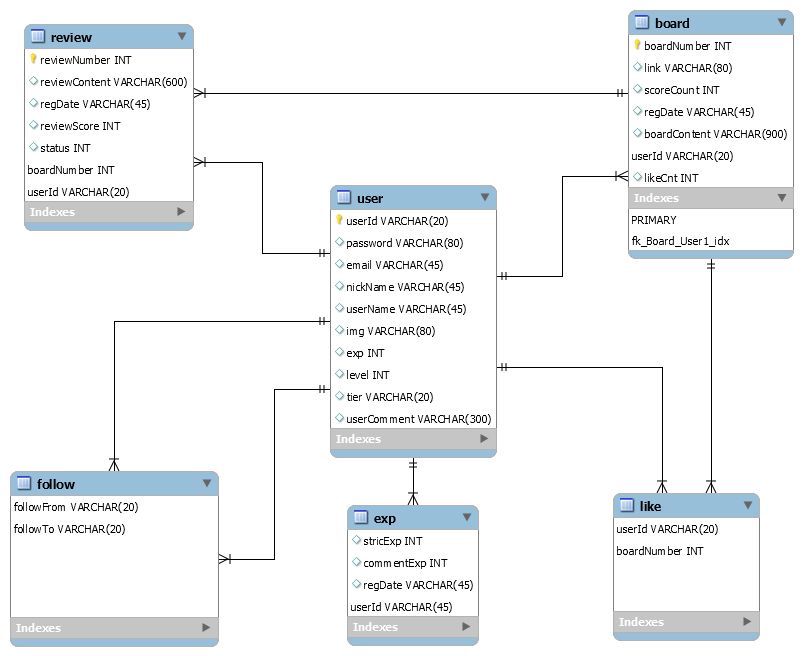 review
reviewNumber INT
reviewContent VARCHAR(600)
regDate VARCHAR(45)
reviewScore INT
status INT
boardNumber INT
userId VARCHAR(20)
Indexes
board
boardNumber INT
link VARCHAR(80)
scoreCount INT
regDate VARCHAR(45)
boardContent VARCHAR(900)
userId VARCHAR(20)
likeCnt INT
Indexes
PRIMARY
fk_Board_User1_idx
user
userId VARCHAR(20)
password VARCHAR(80)
email VARCHAR(45)
nickName VARCHAR(45)
userName VARCHAR(45)
img VARCHAR(80)
exp INT
level INT
tier VARCHAR(20)
userComment VARCHAR(300)
Indexes
follow
followFrom VARCHAR(20)
followTo VARCHAR(20)
Indexes
exp
stricExp INT
commentExp INT
regDate VARCHAR(45)
userId VARCHAR(45)
Indexes
like
userId VARCHAR(20)
boardNumber INT
Indexes